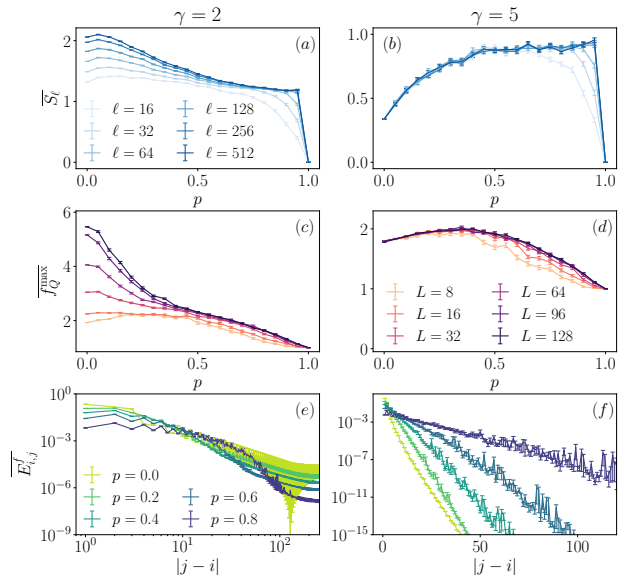 γ = 2 γ = 5
2 (a) 1.0 (b)
S̅_ℓ
1 ℓ = 16 ℓ = 128 0.5
ℓ = 32 ℓ = 256
ℓ = 64 ℓ = 512
0 0.0
0.0 0.5 1.0 0.0 0.5 1.0
p p
6 (c) (d)
2
f_Q^max
4 L = 8 L = 64
1
L = 16 L = 96
2 L = 32 L = 128
0.0 0.5 1.0 0.0 0.5 1.0
p p
10^0 (e) (f)
10^−3
10^−3
E^f_{i,j}
p = 0.0 10^−7
10^−6 p = 0.2 p = 0.6
10^−11
p = 0.4 p = 0.8
10^−9 10^−15
10^0 10^1 10^2 0 50 100
|j − i| |j − i|